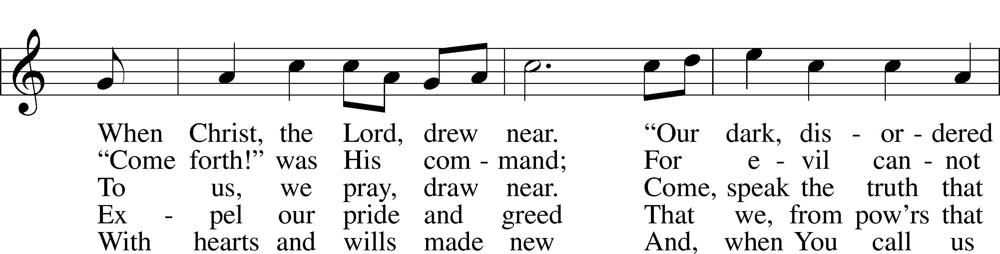 When Christ, the Lord, drew near. “Our dark, dis - or - dered
“Come forth!” was His com - mand; For e - vil can - not
To us, we pray, draw near. Come, speak the truth that
Ex - pel our pride and greed That we, from pow’rs that
With hearts and wills made new And, when You call us